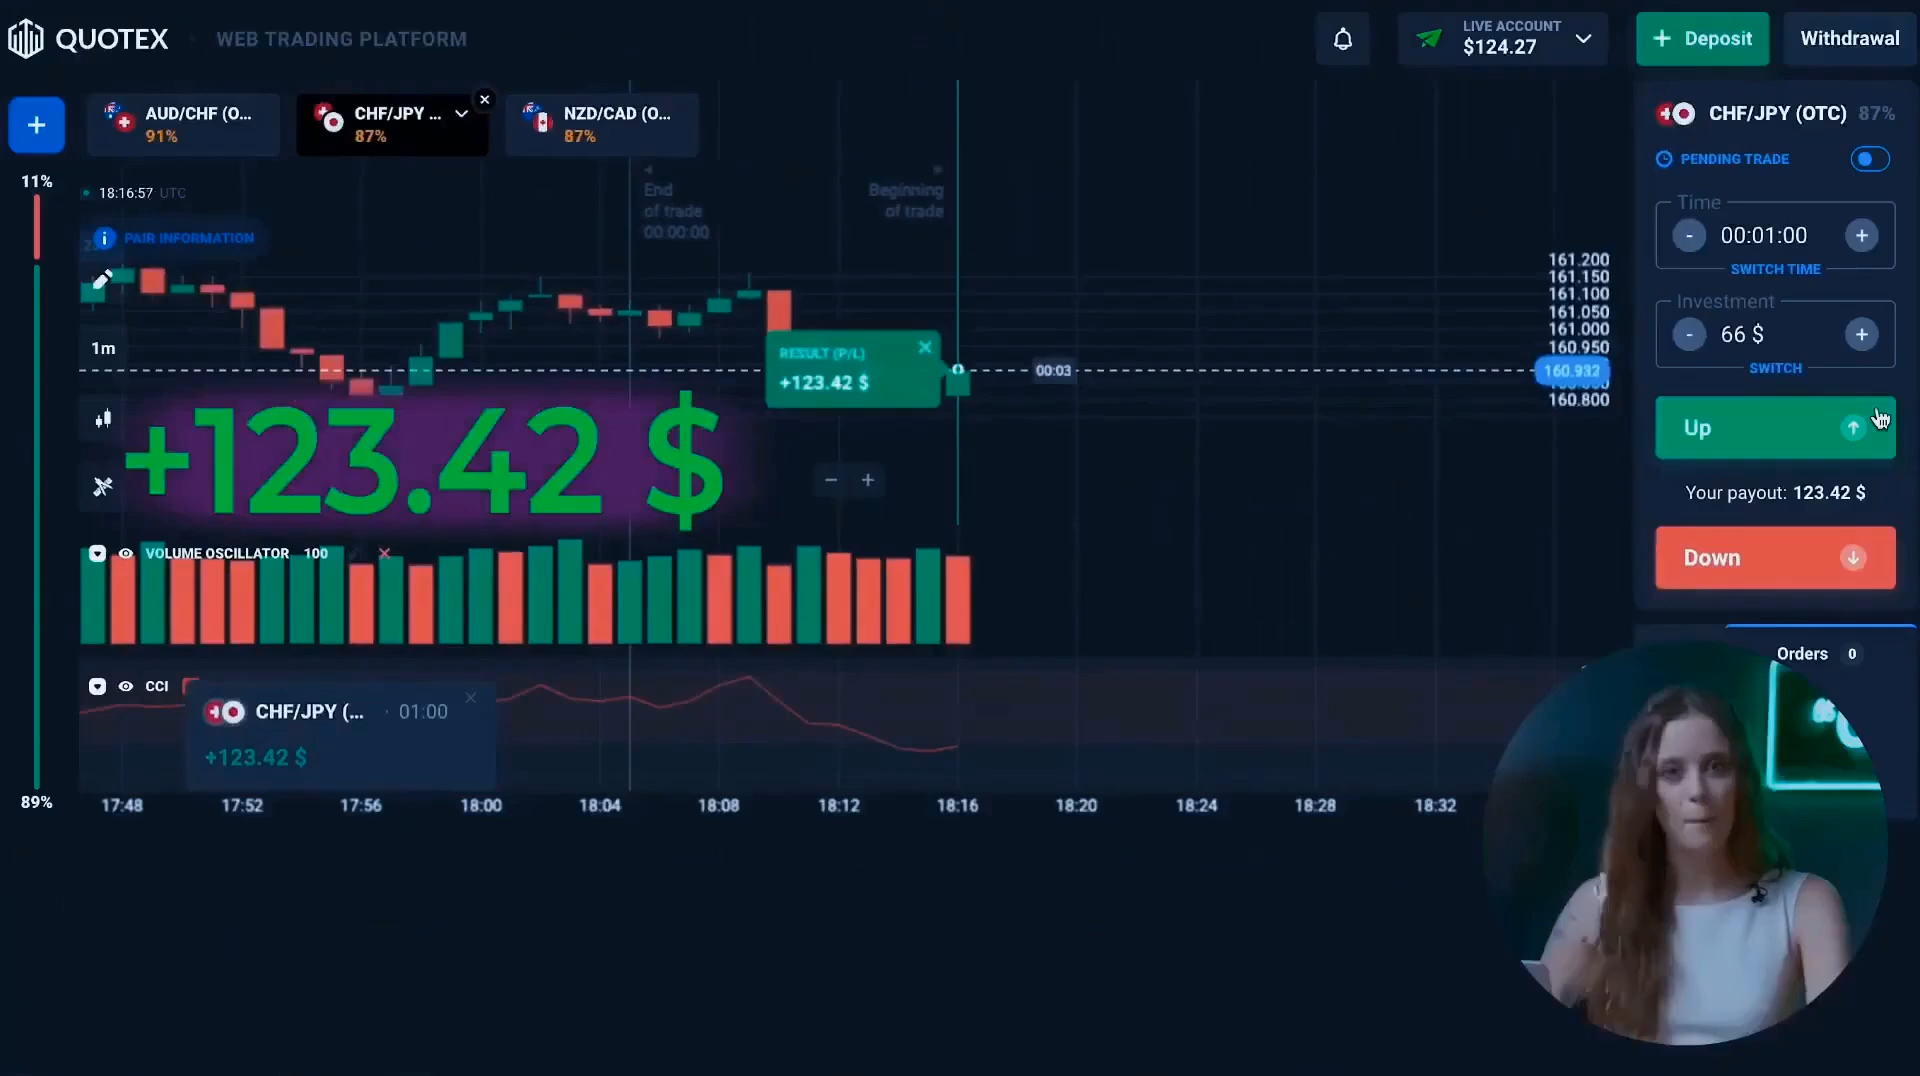 QUOTEX
WEB TRADING PLATFORM
LIVE ACCOUNT
$124.27
+ Deposit
Withdrawal
+
AUD/CHF (O...
91%
CHF/JPY ...
87%
NZD/CAD (O...
87%
CHF/JPY (OTC) 87%
11%
18:16:57 UTC
PAIR INFORMATION
End
of trade
00:00:00
Beginning
of trade
PENDING TRADE
Time
- 00:01:00 +
SWITCH TIME
Investment
- 66 $ +
SWITCH
161.200
161.150
161.100
161.050
161.000
160.950
160.932
160.800
1m
RESULT (P/L)
+123.42 $
00:03
+123.42 $
Up
Your payout: 123.42 $
Down
VOLUME OSCILLATOR 100
Orders 0
CCI
CHF/JPY (... · 01:00
+123.42 $
89%
17:48 17:52 17:56 18:00 18:04 18:08 18:12 18:16 18:20 18:24 18:28 18:32